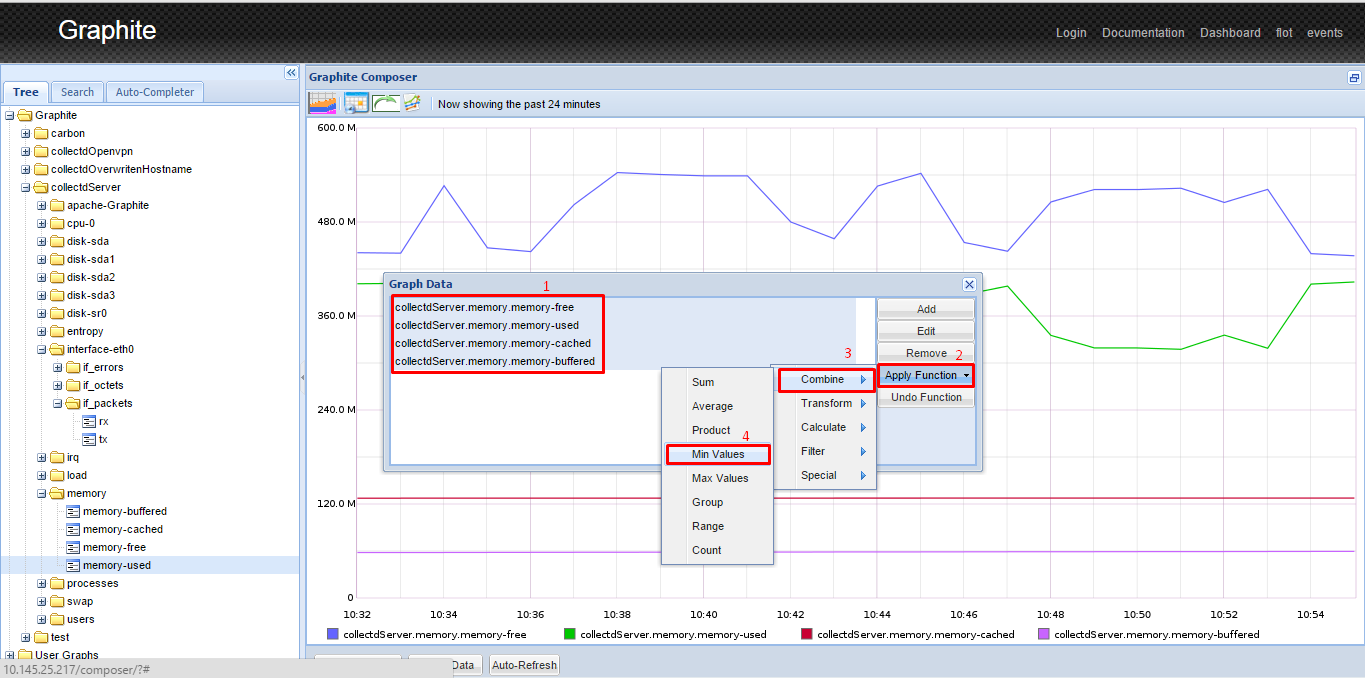 Graphite
Login Documentation Dashboard flot events
Tree Search Auto-Completer
Graphite
carbon
collectdOpenvpn
collectdOverwritenHostname
collectdServer
apache-Graphite
cpu-0
disk-sda
disk-sda1
disk-sda2
disk-sda3
disk-sr0
entropy
interface-eth0
if_errors
if_octets
if_packets
rx
tx
irq
load
memory
memory-buffered
memory-cached
memory-free
memory-used
processes
swap
users
test
User Graphs
10.145.25.217/composer/?#
Graphite Composer
Now showing the past 24 minutes
600.0 M
480.0 M
360.0 M
240.0 M
120.0 M
0
Graph Data
1
collectdServer.memory.memory-free
collectdServer.memory.memory-used
collectdServer.memory.memory-cached
collectdServer.memory.memory-buffered
Add
Edit
Remove
2
Apply Function
Undo Function
3
Combine
Transform
Calculate
Filter
Special
Sum
Average
Product
4
Min Values
Max Values
Group
Range
Count
10:32 10:34 10:36 10:38 10:40 10:42 10:44 10:46 10:48 10:50 10:52 10:54
collectdServer.memory.memory-free collectdServer.memory.memory-used collectdServer.memory.memory-cached collectdServer.memory.memory-buffered
Data Auto-Refresh